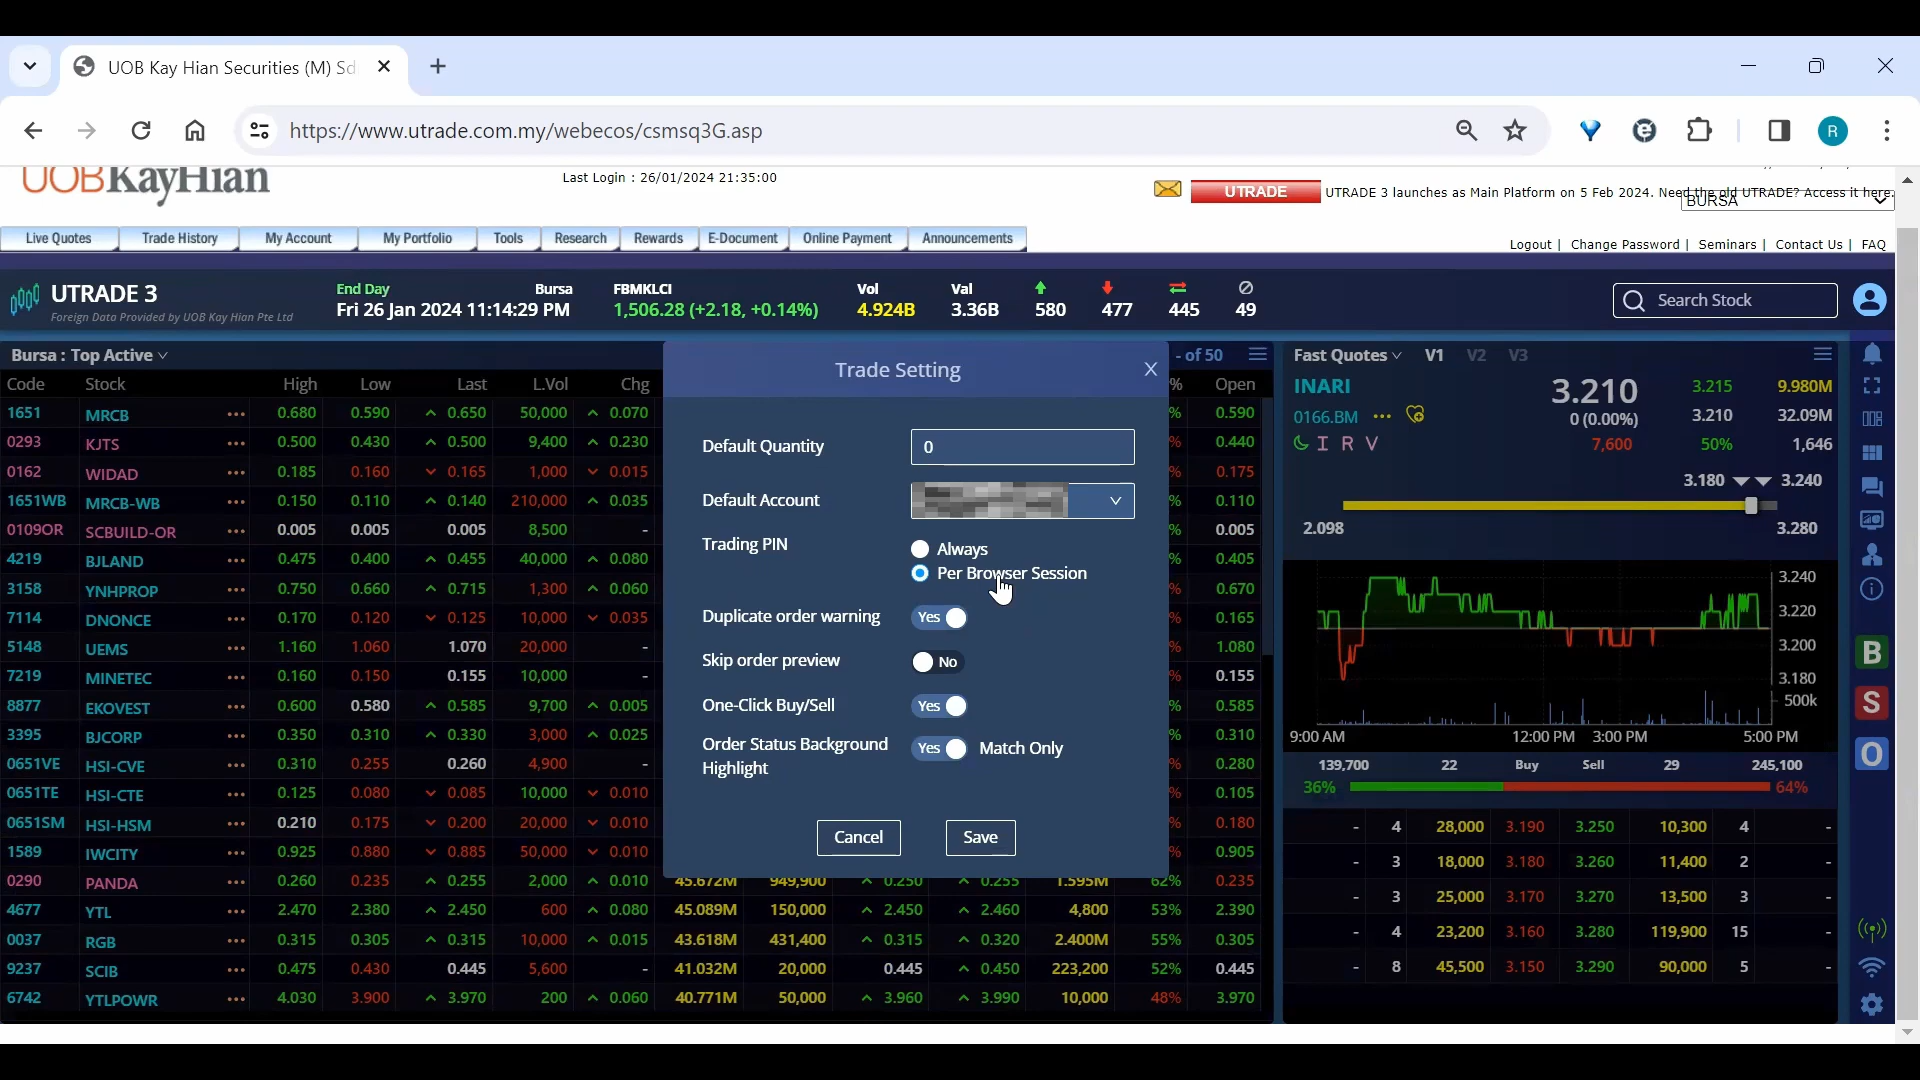 UOB Kay Hian Securities (M) Sd
https://www.utrade.com.my/webecos/csmsq3G.asp
R
UOBKayHian
Last Login : 26/01/2024 21:35:00
UTRADE
UTRADE 3 launches as Main Platform on 5 Feb 2024. Need the old UTRADE? Access it here.
BURSA
Live Quotes Trade History My Account My Portfolio Tools Research Rewards E-Document Online Payment Announcements
Logout | Change Password | Seminars | Contact Us | FAQ
UTRADE 3
Foreign Data Provided by UOB Kay Hian Pte Ltd
End Day Bursa FBMKLCI Vol Val
Fri 26 Jan 2024 11:14:29 PM 1,506.28 (+2.18, +0.14%) 4.924B 3.36B 580 477 445 49
Search Stock
Bursa : Top Active
- of 50
Code Stock High Low Last L.Vol Chg % Open
1651 MRCB 0.680 0.590 0.650 50,000 0.070 % 0.590
0293 KJTS 0.500 0.430 0.500 9,400 0.230 % 0.440
0162 WIDAD 0.185 0.160 0.165 1,000 0.015 % 0.175
1651WB MRCB-WB 0.150 0.110 0.140 210,000 0.035 % 0.110
0109OR SCBUILD-OR 0.005 0.005 0.005 8,500 - % 0.005
4219 BJLAND 0.475 0.400 0.455 40,000 0.080 % 0.405
3158 YNHPROP 0.750 0.660 0.715 1,300 0.060 % 0.670
7114 DNONCE 0.170 0.120 0.125 10,000 0.035 % 0.165
5148 UEMS 1.160 1.060 1.070 20,000 - % 1.080
7219 MINETEC 0.160 0.150 0.155 10,000 - % 0.155
8877 EKOVEST 0.600 0.580 0.585 9,700 0.005 % 0.585
3395 BJCORP 0.350 0.310 0.330 3,000 0.025 % 0.310
0651VE HSI-CVE 0.310 0.255 0.260 4,900 - % 0.280
0651TE HSI-CTE 0.125 0.080 0.085 10,000 0.010 % 0.105
0651SM HSI-HSM 0.210 0.175 0.200 20,000 0.010 % 0.180
1589 IWCITY 0.925 0.880 0.885 50,000 0.010 % 0.905
0290 PANDA 0.260 0.235 0.255 2,000 0.010 45.672M 949,900 0.250 0.255 1.595M 62% 0.235
4677 YTL 2.470 2.380 2.450 600 0.080 45.089M 150,000 2.450 2.460 4,800 53% 2.390
0037 RGB 0.315 0.305 0.315 10,000 0.015 43.618M 431,400 0.315 0.320 2.400M 55% 0.305
9237 SCIB 0.475 0.430 0.445 5,600 - 41.032M 20,000 0.445 0.450 223,200 52% 0.445
6742 YTLPOWR 4.030 3.900 3.970 200 0.060 40.771M 50,000 3.960 3.990 10,000 48% 3.970
Trade Setting X
Default Quantity 0
Default Account
Trading PIN
Always
Per Browser Session
Duplicate order warning Yes
Skip order preview No
One-Click Buy/Sell Yes
Order Status Background
Highlight
Yes Match Only
Cancel Save
Fast Quotes V1 V2 V3
INARI 3.210 3.215 9.980M
0166.BM 0 (0.00%) 3.210 32.09M
I R V 7,600 50% 1,646
3.180 3.240
2.098 3.280
3.240
3.220
3.200
3.180
500k
9:00 AM 12:00 PM 3:00 PM 5:00 PM
139,700 22 Buy Sell 29 245,100
36% 64%
- 4 28,000 3.190 3.250 10,300 4 -
- 3 18,000 3.180 3.260 11,400 2 -
- 3 25,000 3.170 3.270 13,500 3 -
- 4 23,200 3.160 3.280 119,900 15 -
- 8 45,500 3.150 3.290 90,000 5 -
B
S
O